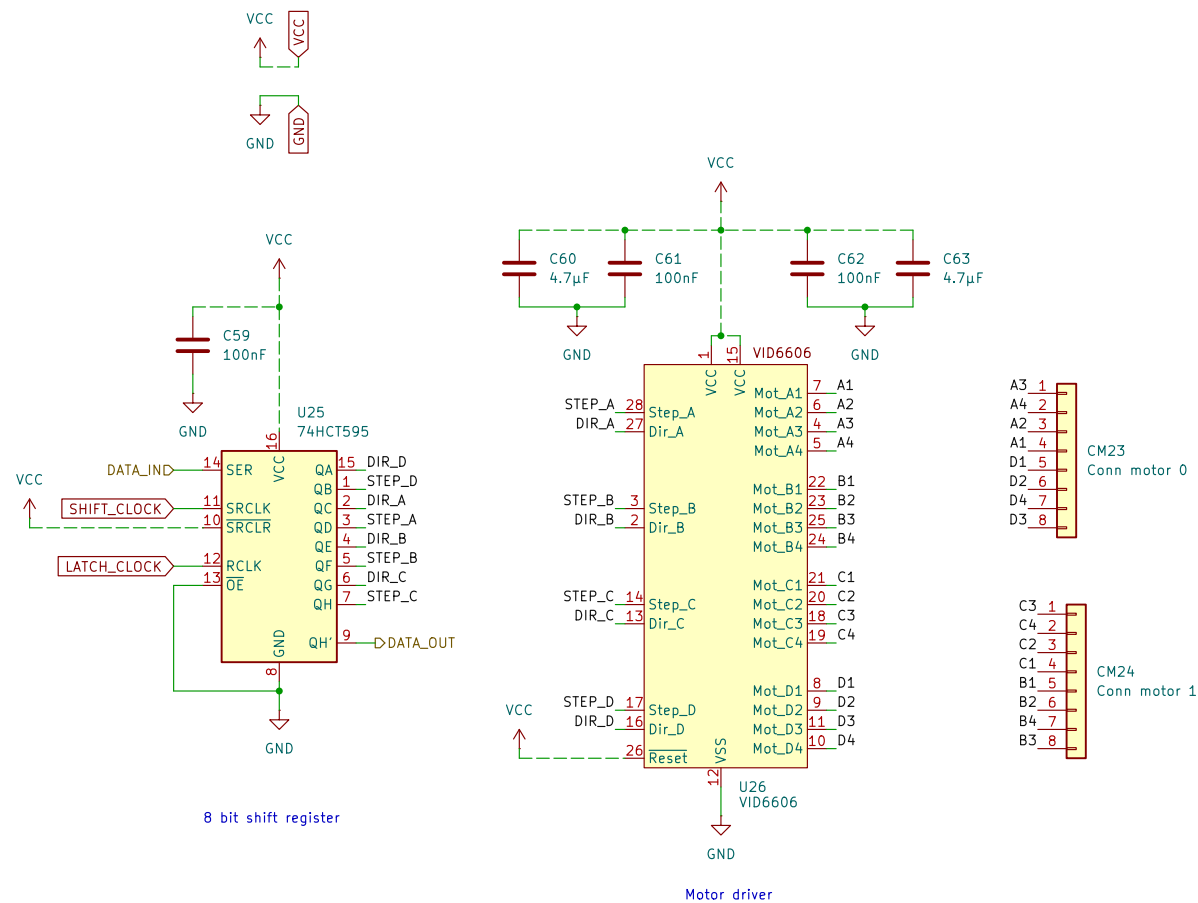 VCC
VCC
GND
GND
VCC
C59
100nF
GND
U25
74HCT595
VCC
16
VCC
DATA_IN
14
SER
SHIFT_CLOCK
11
SRCLK
10
SRCLR
LATCH_CLOCK
12
RCLK
13
OE
QA
15
DIR_D
QB
1
STEP_D
QC
2
DIR_A
QD
3
STEP_A
QE
4
DIR_B
QF
5
STEP_B
QG
6
DIR_C
QH
7
STEP_C
QH'
9
DATA_OUT
GND
8
GND
8 bit shift register
VCC
C60
4.7µF
C61
100nF
C62
100nF
C63
4.7µF
GND
GND
VID6606
1
15
VCC
VCC
STEP_A
28
Step_A
DIR_A
27
Dir_A
STEP_B
3
Step_B
DIR_B
2
Dir_B
STEP_C
14
Step_C
DIR_C
13
Dir_C
STEP_D
17
Step_D
DIR_D
16
Dir_D
VCC
26
Reset
Mot_A1
7
A1
Mot_A2
6
A2
Mot_A3
4
A3
Mot_A4
5
A4
Mot_B1
22
B1
Mot_B2
23
B2
Mot_B3
25
B3
Mot_B4
24
B4
Mot_C1
21
C1
Mot_C2
20
C2
Mot_C3
18
C3
Mot_C4
19
C4
Mot_D1
8
D1
Mot_D2
9
D2
Mot_D3
11
D3
Mot_D4
10
D4
VSS
12
U26
VID6606
GND
Motor driver
A3 1
A4 2
A2 3
A1 4
D1 5
D2 6
D4 7
D3 8
CM23
Conn motor 0
C3 1
C4 2
C2 3
C1 4
B1 5
B2 6
B4 7
B3 8
CM24
Conn motor 1